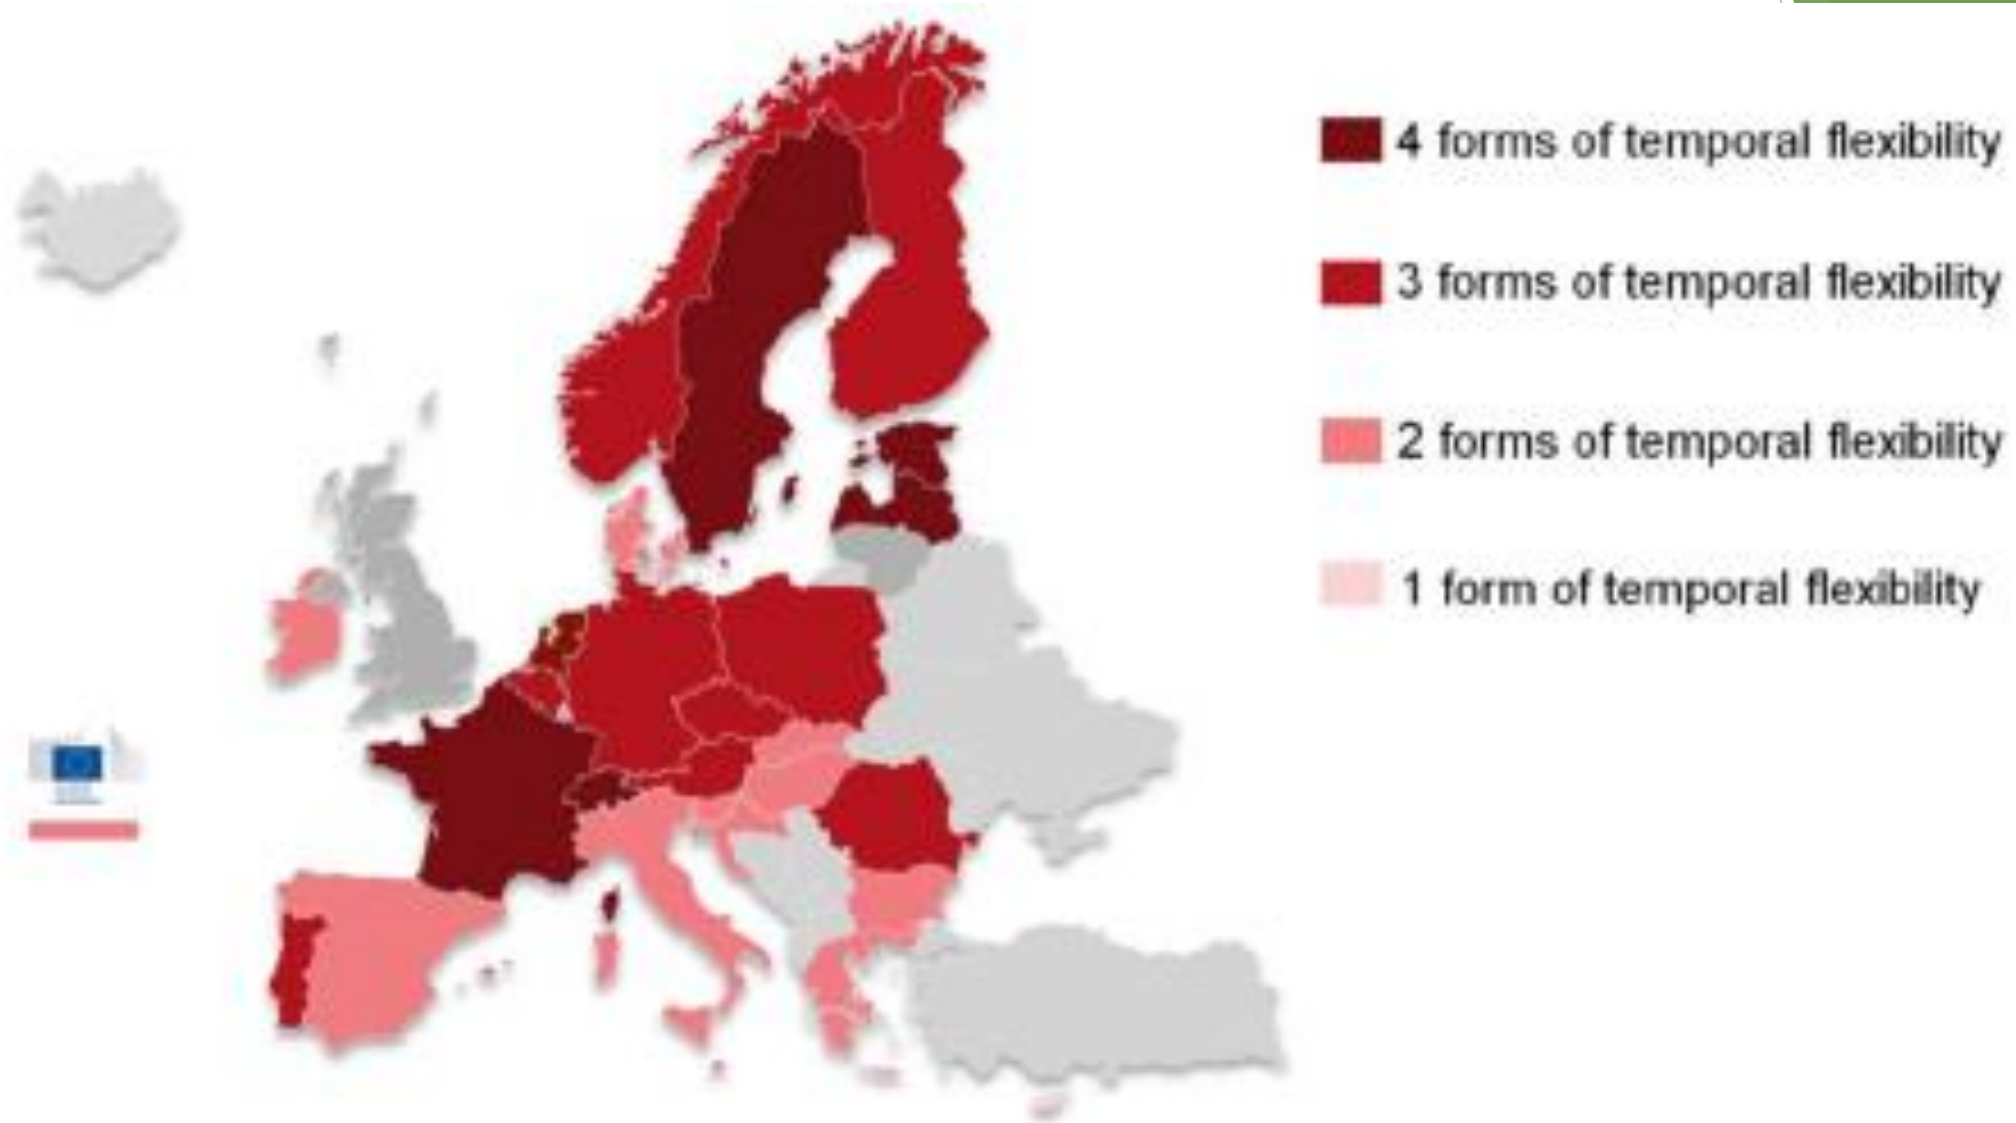 4 forms of temporal flexibility
3 forms of temporal flexibility
2 forms of temporal flexibility
1 form of temporal flexibility